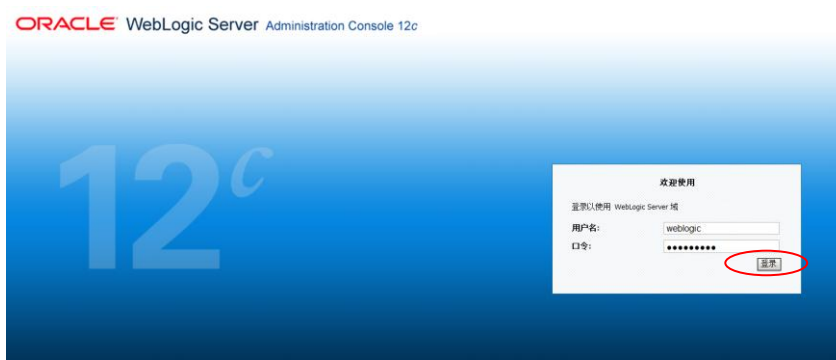 ORACLE WebLogic Server Administration Console 12c
12c
欢迎使用
登录以使用 WebLogic Server 域
用户名: weblogic
口令: ●●●●●●●●●
登录